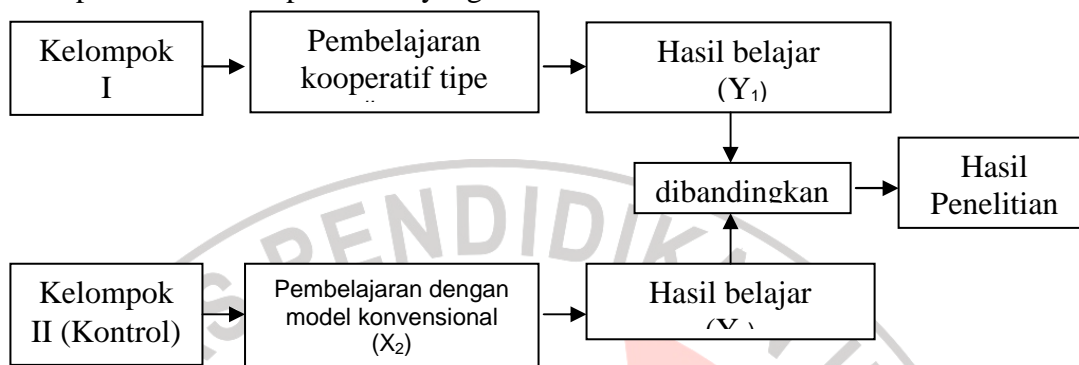 Kelompok
I
Pembelajaran
kooperatif tipe
Hasil belajar
(Y₁)
dibandingkan
Hasil
Penelitian
Kelompok
II (Kontrol)
Pembelajaran dengan
model konvensional
(X₂)
Hasil belajar
PENDIDIKAN